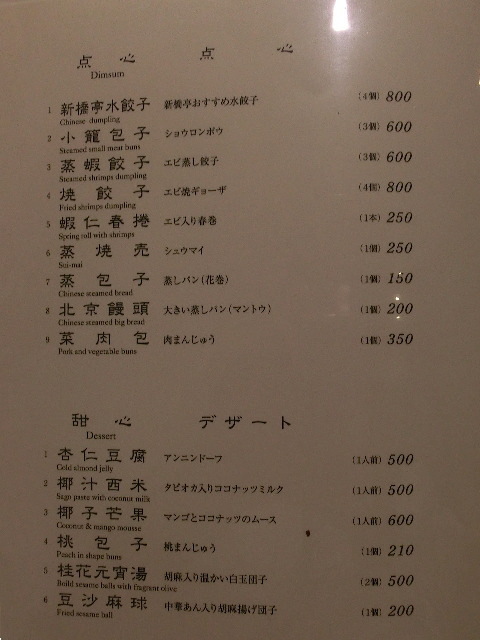 点 心 点 心
Dimsum
1 新橋亭水餃子 新橋亭おすすめ水餃子 (4個) 800
Chinese dumpling
2 小籠包子 ショウロンポウ (3個) 600
Steamed small meat buns
3 蒸蝦餃子 エビ蒸し餃子 (3個) 600
Steamed shrimps dumpling
4 焼餃子 エビ焼ギョーザ (4個) 800
Fried shrimps dumpling
5 蝦仁春捲 エビ入り春巻 (1本) 250
Spring roll with shrimps
6 蒸焼売 シュウマイ (1個) 250
Sui-mai
7 蒸包子 蒸しパン(花巻) (1個) 150
Chinese steamed bread
8 北京饅頭 大きい蒸しパン(マントウ) (1個) 200
Chinese steamed big bread
9 菜肉包 肉まんじゅう (1個) 350
Pork and vegetable buns
甜 心 デザート
Dessert
1 杏仁豆腐 アンニンドーフ (1人前) 500
Cold almond jelly
2 椰汁西米 タピオカ入りココナッツミルク (1人前) 500
Sago paste with coconut milk
3 椰子芒果 マンゴとココナッツのムース (1人前) 600
Coconut & mango mousse
4 桃包子 桃まんじゅう (1個) 210
Peach in shape buns
5 桂花元宵湯 胡麻入り温かい白玉団子 (2個) 500
Boild sesame balls with fragrant olive
6 豆沙麻球 中華あん入り胡麻揚げ団子 (1個) 200
Fried sesame ball